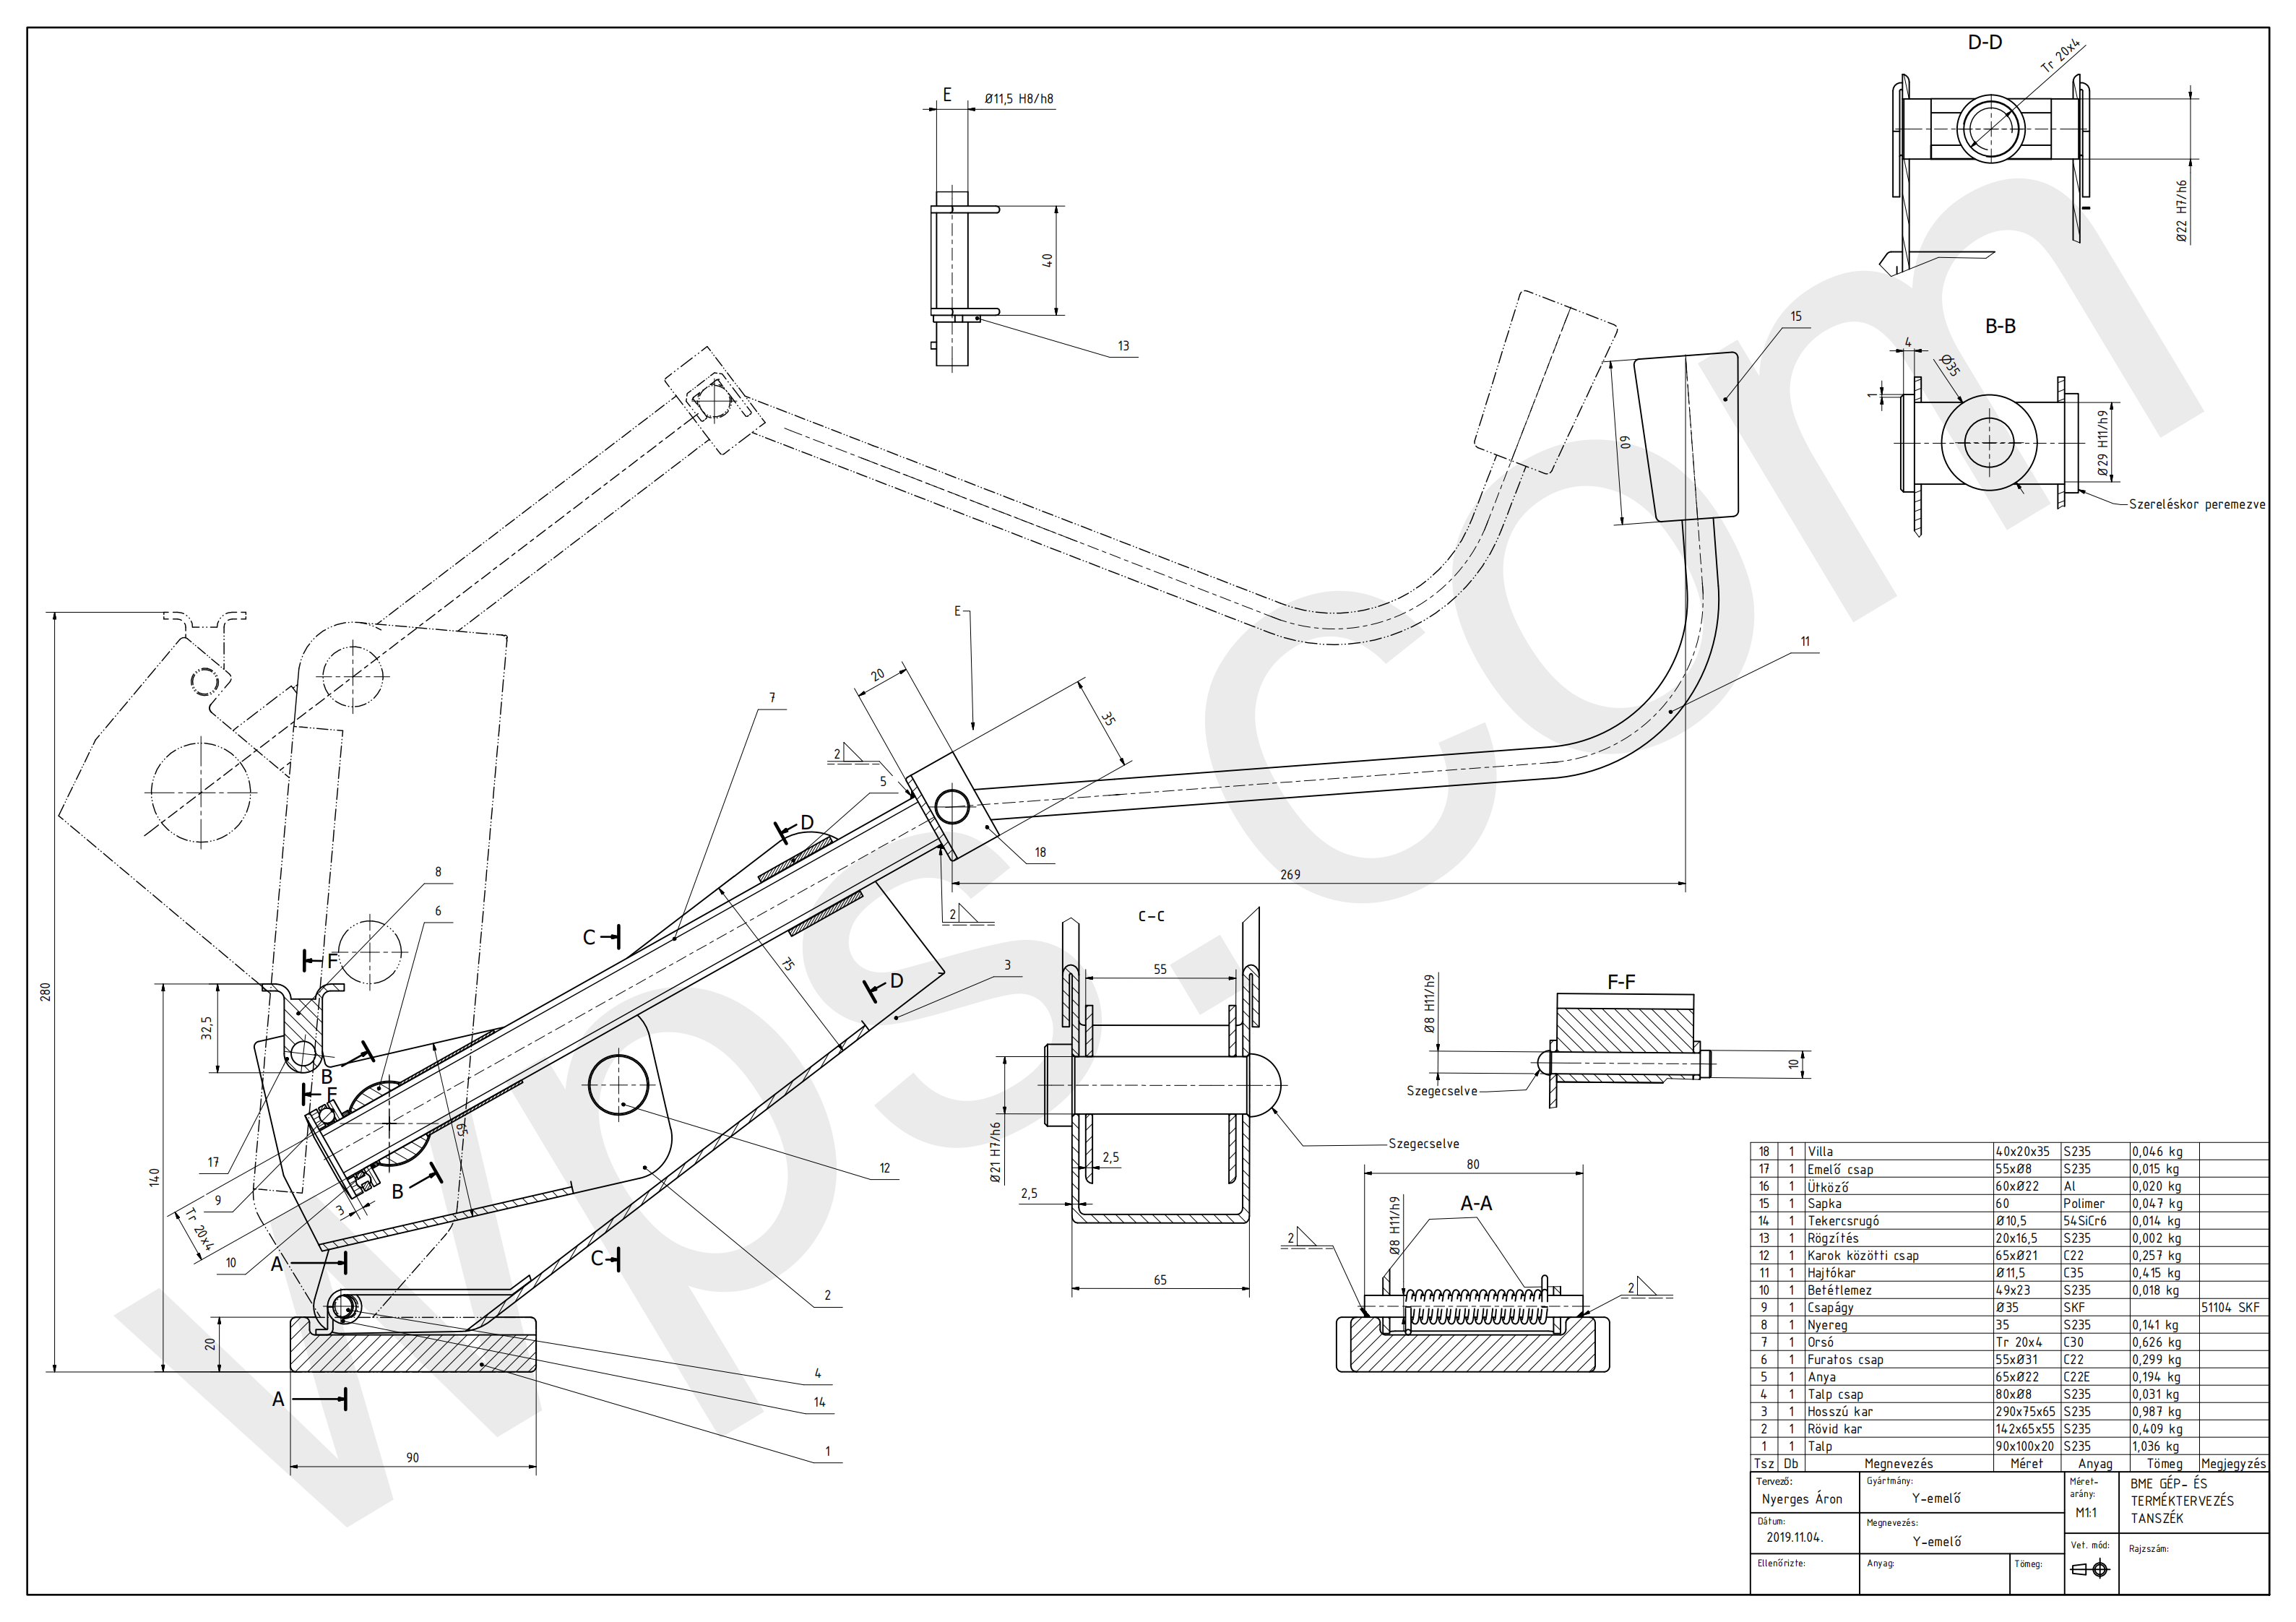 D-D
Tr 20x4
Ø22 H7/h6
E
Ø11,5 H8/h8
40
13
B-B
4
Ø35
1
Ø29 H11/h9
Szereléskor peremezve
15
60
11
E
20
35
7
2
5
D
18
269
2
8
6
C
75
3
D
F
280
32,5
B
F
65
17
140
9
Tr 20x4
3
B
10
A
C
12
2
20
4
14
A
1
90
C-C
55
Ø21 H7/h6
2,5
2,5
65
Szegecselve
F-F
Ø8 H11/h9
10
Szegecselve
80
A-A
Ø8 H11/h9
2
2
wps.com
18 1 Villa 40x20x35 S235 0,046 kg
17 1 Emelő csap 55xØ8 S235 0,015 kg
16 1 Ütköző 60xØ22 Al 0,020 kg
15 1 Sapka 60 Polimer 0,047 kg
14 1 Tekercsrugó Ø10,5 54SiCr6 0,014 kg
13 1 Rögzítés 20x16,5 S235 0,002 kg
12 1 Karok közötti csap 65xØ21 C22 0,257 kg
11 1 Hajtókar Ø11,5 C35 0,415 kg
10 1 Betétlemez 49x23 S235 0,018 kg
9 1 Csapágy Ø35 SKF 51104 SKF
8 1 Nyereg 35 S235 0,141 kg
7 1 Orsó Tr 20x4 C30 0,626 kg
6 1 Furatos csap 55xØ31 C22 0,299 kg
5 1 Anya 65xØ22 C22E 0,194 kg
4 1 Talp csap 80xØ8 S235 0,031 kg
3 1 Hosszú kar 290x75x65 S235 0,987 kg
2 1 Rövid kar 142x65x55 S235 0,409 kg
1 1 Talp 90x100x20 S235 1,036 kg
Tsz Db Megnevezés Méret Anyag Tömeg Megjegyzés
Tervező:
Nyerges Áron
Gyártmány:
Y-emelő
Méret-
arány:
M1:1
BME GÉP- ÉS
TERMÉKTERVEZÉS
TANSZÉK
Dátum:
2019.11.04.
Megnevezés:
Y-emelő
Vet. mód:
Rajzszám:
Ellenőrizte:
Anyag:
Tömeg: